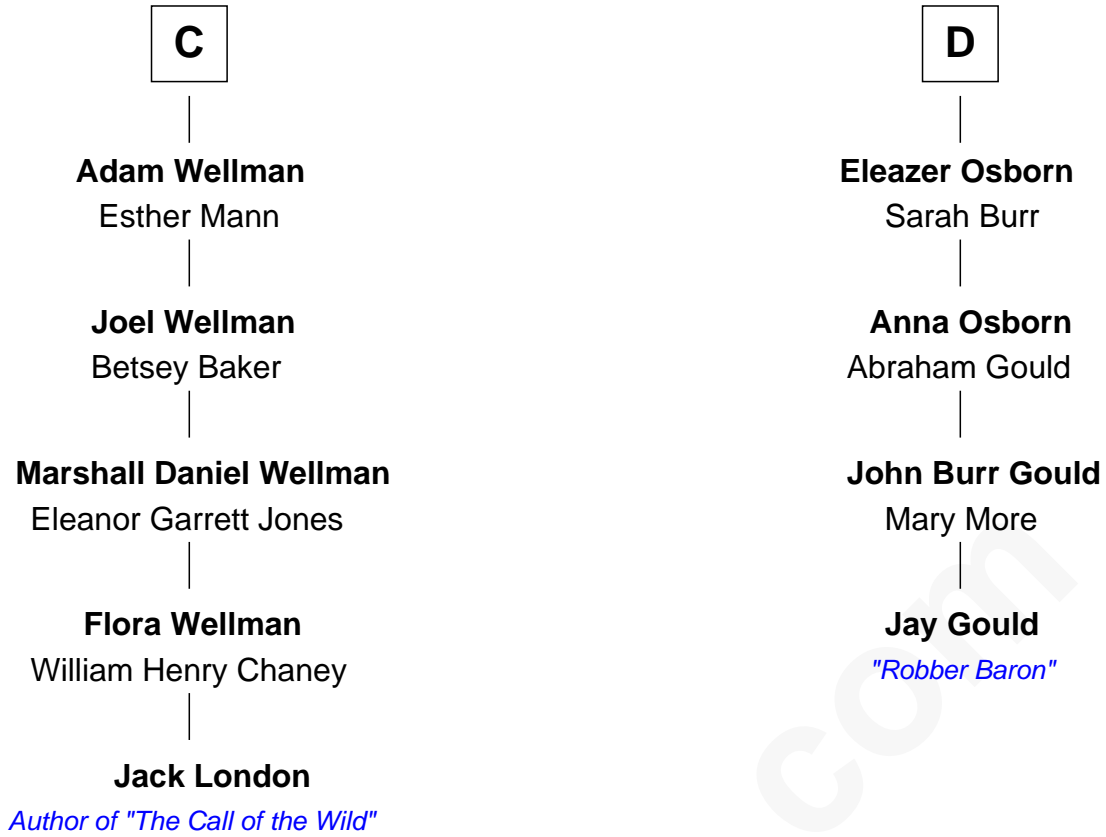 C
Adam Wellman
Esther Mann
Joel Wellman
Betsey Baker
Marshall Daniel Wellman
Eleanor Garrett Jones
Flora Wellman
William Henry Chaney
Jack London
Author of "The Call of the Wild"
D
Eleazer Osborn
Sarah Burr
Anna Osborn
Abraham Gould
John Burr Gould
Mary More
Jay Gould
"Robber Baron"
com